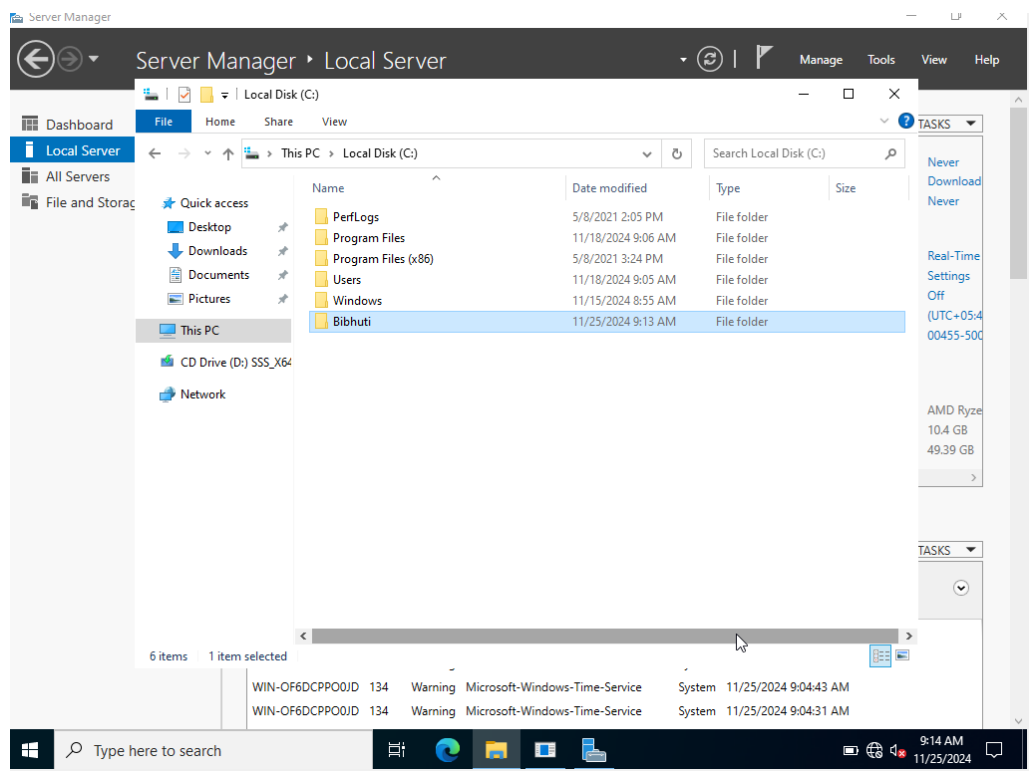 Server Manager
Server Manager ‣ Local Server
Manage Tools View Help
Local Disk (C:)
File Home Share View
This PC > Local Disk (C:)
Search Local Disk (C:)
Dashboard
Local Server
All Servers
File and Storag
Quick access
Desktop
Downloads
Documents
Pictures
This PC
CD Drive (D:) SSS_X64
Network
Name Date modified Type Size
PerfLogs 5/8/2021 2:05 PM File folder
Program Files 11/18/2024 9:06 AM File folder
Program Files (x86) 5/8/2021 3:24 PM File folder
Users 11/18/2024 9:05 AM File folder
Windows 11/15/2024 8:55 AM File folder
Bibhuti 11/25/2024 9:13 AM File folder
6 items 1 item selected
TASKS
Never
Download
Never
Real-Time
Settings
Off
(UTC+05:4
00455-500
AMD Ryze
10.4 GB
49.39 GB
TASKS
WIN-OF6DCPPO0JD 134 Warning Microsoft-Windows-Time-Service System 11/25/2024 9:04:43 AM
WIN-OF6DCPPO0JD 134 Warning Microsoft-Windows-Time-Service System 11/25/2024 9:04:31 AM
Type here to search
9:14 AM
11/25/2024